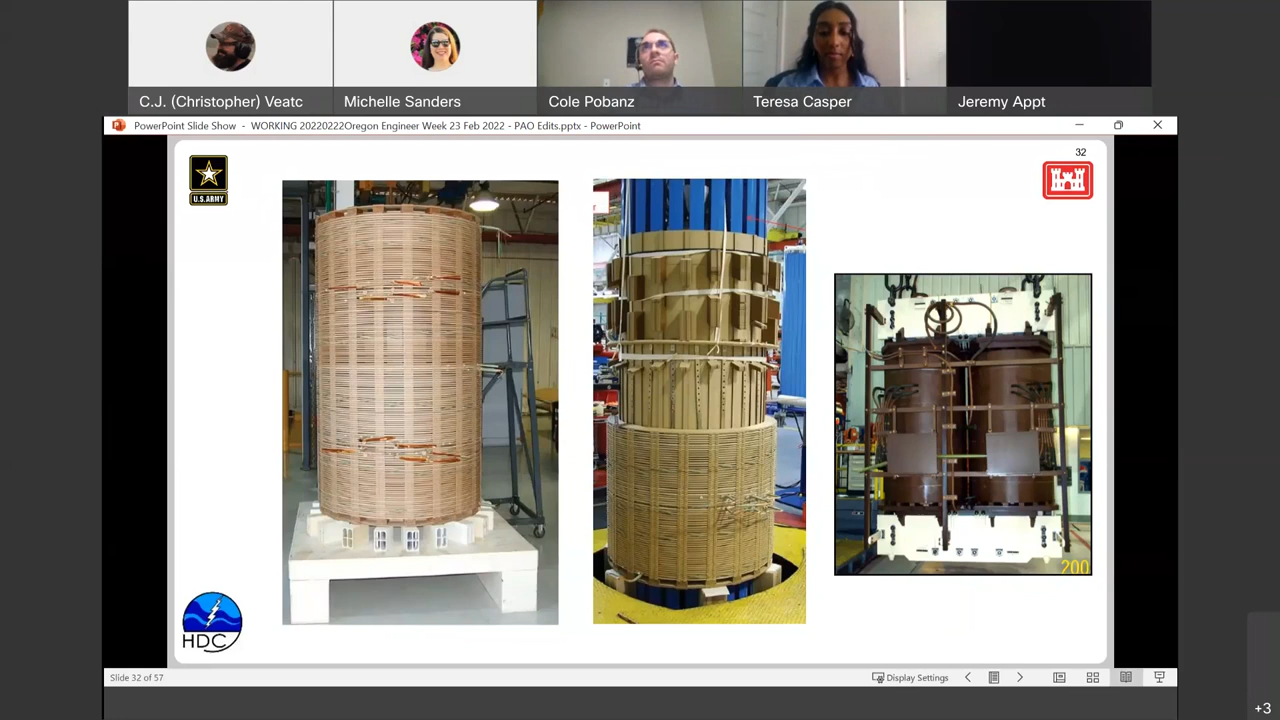 C.J. (Christopher) Veatc
Michelle Sanders
Cole Pobanz
Teresa Casper
Jeremy Appt
PowerPoint Slide Show - WORKING 20220222Oregon Engineer Week 23 Feb 2022 - PAO Edits.pptx - PowerPoint
32
U.S.ARMY
200
HDC
Slide 32 of 57
Display Settings
+3